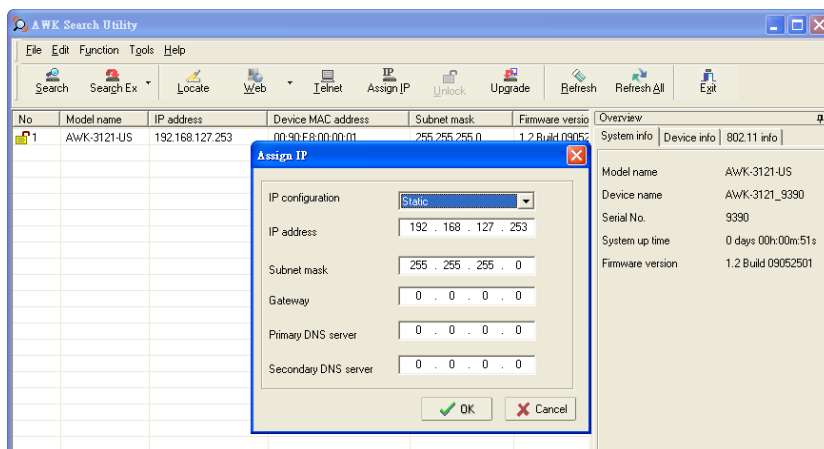 AWK Search Utility
File Edit Function Tools Help
Search Search Ex Locate Web Telnet Assign IP Unlock Upgrade Refresh Refresh All Exit
No Model name IP address Device MAC address Subnet mask Firmware versio
1 AWK-3121-US 192.168.127.253 00:90:E8:00:00:01 255.255.255.0 1.2 Build 09052
Overview
System info Device info 802.11 info
Model name AWK-3121-US
Device name AWK-3121_9390
Serial No. 9390
System up time 0 days 00h:00m:51s
Firmware version 1.2 Build 09052501
Assign IP
IP configuration Static
IP address 192 . 168 . 127 . 253
Subnet mask 255 . 255 . 255 . 0
Gateway 0 . 0 . 0 . 0
Primary DNS server 0 . 0 . 0 . 0
Secondary DNS server 0 . 0 . 0 . 0
OK Cancel